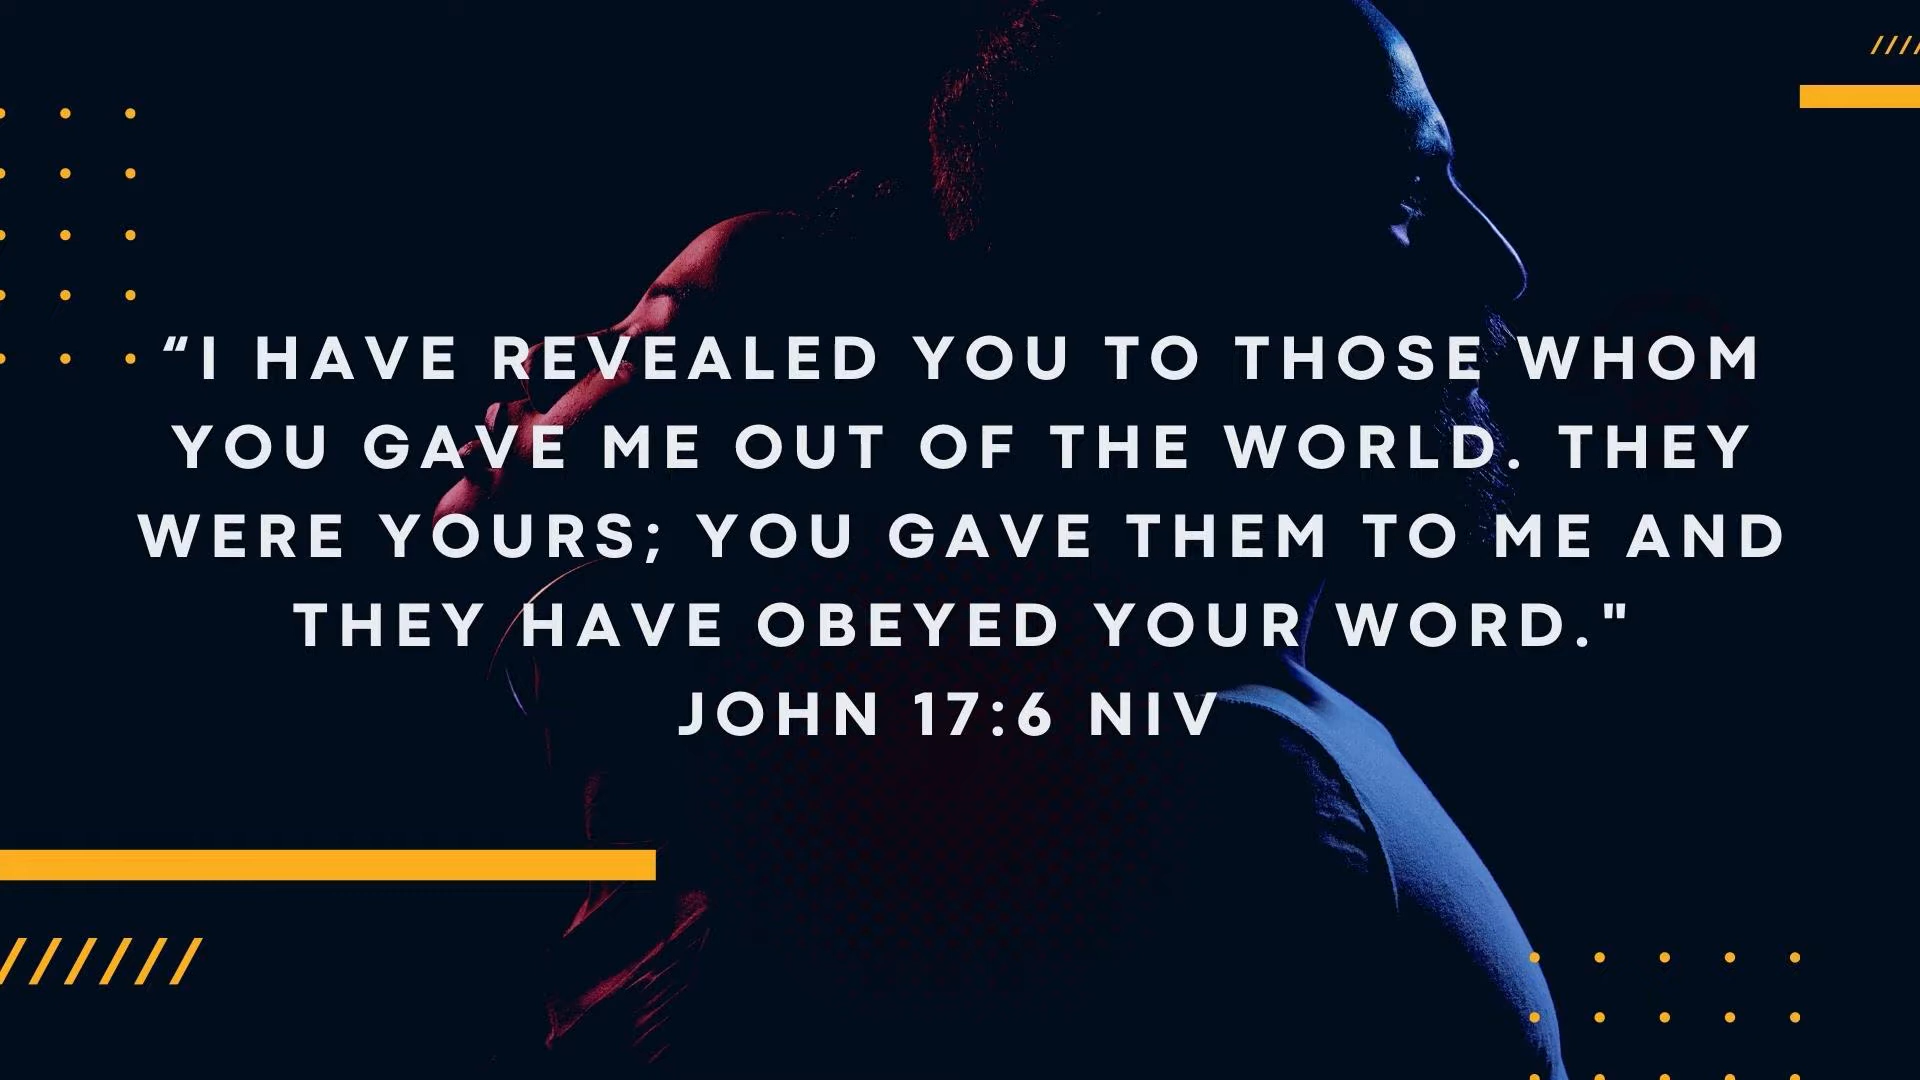 “I HAVE REVEALED YOU TO THOSE WHOM
YOU GAVE ME OUT OF THE WORLD. THEY
WERE YOURS; YOU GAVE THEM TO ME AND
THEY HAVE OBEYED YOUR WORD."
JOHN 17:6 NIV